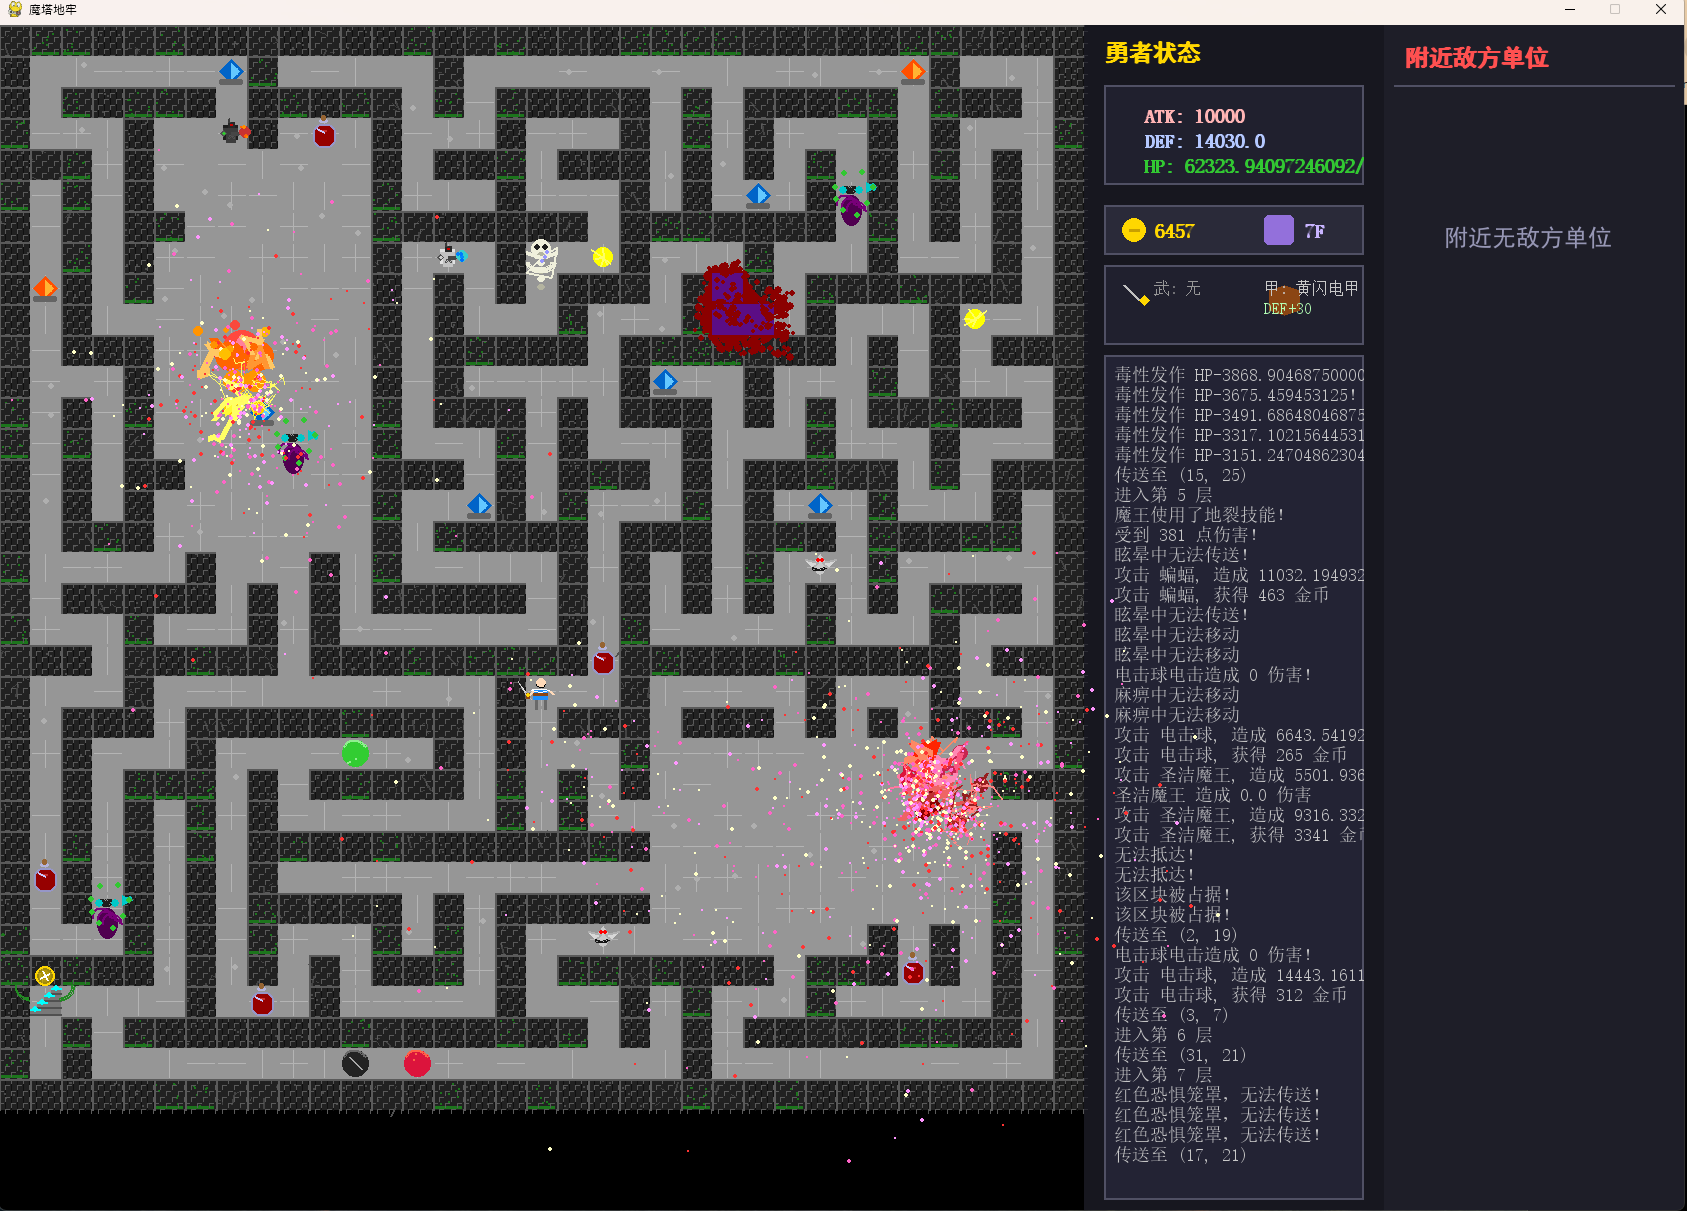 魔塔地牢
勇者状态
ATK: 10000
DEF: 14030.0
HP: 62323.94097246092/
6457
7F
武: 无
甲: 黄闪电甲
DEF+30
毒性发作 HP-3868.90468750000
毒性发作 HP-3675.459453125!
毒性发作 HP-3491.68648046875
毒性发作 HP-3317.10215644531
毒性发作 HP-3151.24704862304
传送至 (15, 25)
进入第 5 层
魔王使用了地裂技能!
受到 381 点伤害!
眩晕中无法传送!
攻击 蝙蝠, 造成 11032.194932
攻击 蝙蝠, 获得 463 金币
眩晕中无法传送!
眩晕中无法移动
眩晕中无法移动
电击球电击造成 0 伤害!
麻痹中无法移动
麻痹中无法移动
攻击 电击球, 造成 6643.54192
攻击 电击球, 获得 265 金币
攻击 圣洁魔王, 造成 5501.936
圣洁魔王 造成 0.0 伤害
攻击 圣洁魔王, 造成 9316.332
攻击 圣洁魔王, 获得 3341 金币
无法抵达!
无法抵达!
该区块被占据!
该区块被占据!
传送至 (2, 19)
电击球电击造成 0 伤害!
攻击 电击球, 造成 14443.1611
攻击 电击球, 获得 312 金币
传送至 (3, 7)
进入第 6 层
传送至 (31, 21)
进入第 7 层
红色恐惧笼罩，无法传送!
红色恐惧笼罩，无法传送!
红色恐惧笼罩，无法传送!
传送至 (17, 21)
附近敌方单位
附近无敌方单位